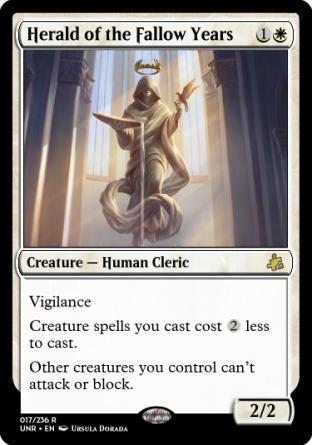 Herald of the Fallow Years 1
Creature — Human Cleric
Vigilance
Creature spells you cast cost 2 less
to cast.
Other creatures you control can't
attack or block.
2/2
017/236 R
UNR • EN Ursula Dorada